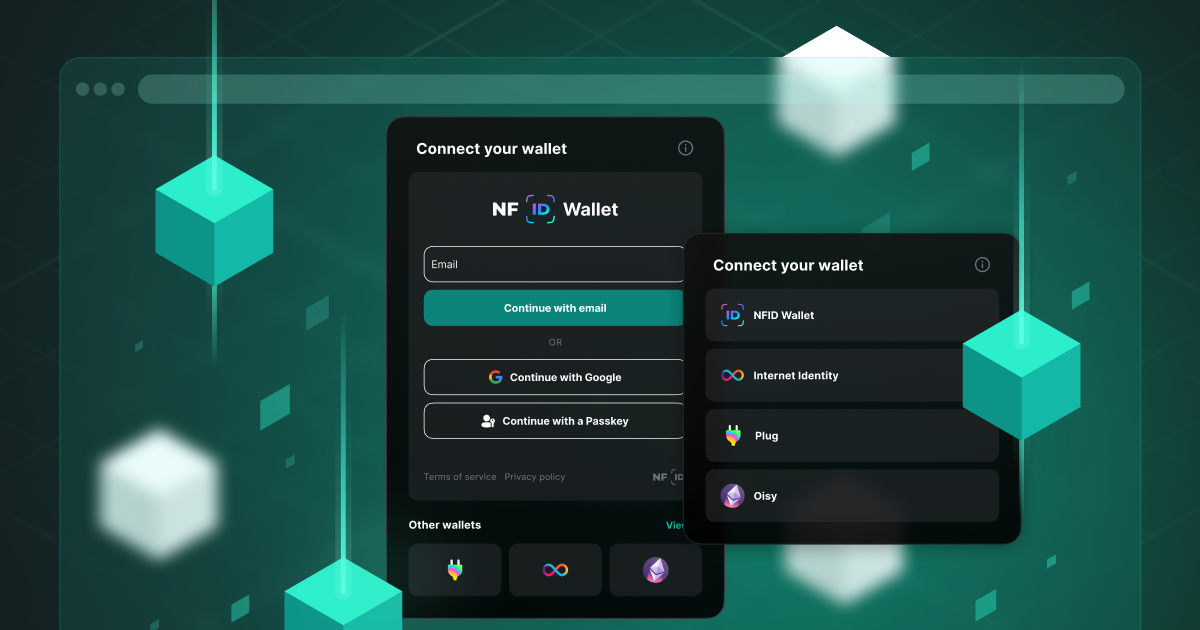 Connect your wallet
NF ID Wallet
Email
Continue with email
OR
Continue with Google
Continue with a Passkey
Terms of service Privacy policy
NF ID
Other wallets
Connect your wallet
ID NFID Wallet
Internet Identity
Plug
Oisy